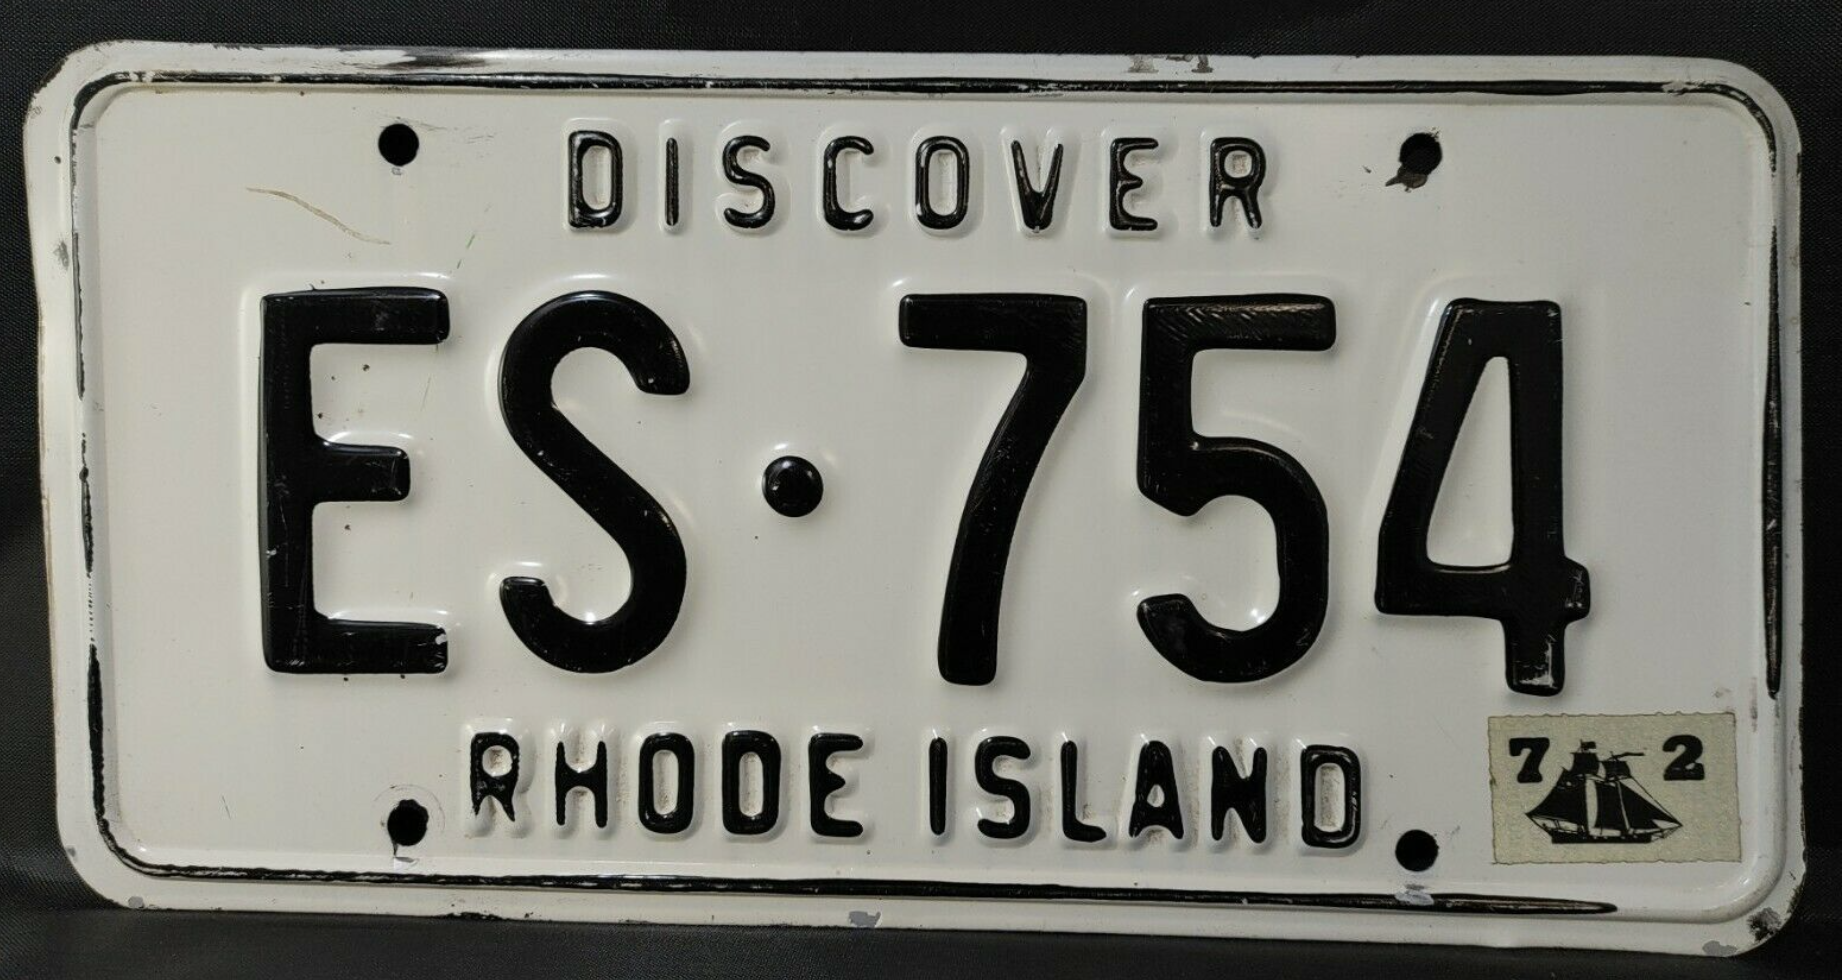 DISCOVER
ES·754
RHODE ISLAND
7 2